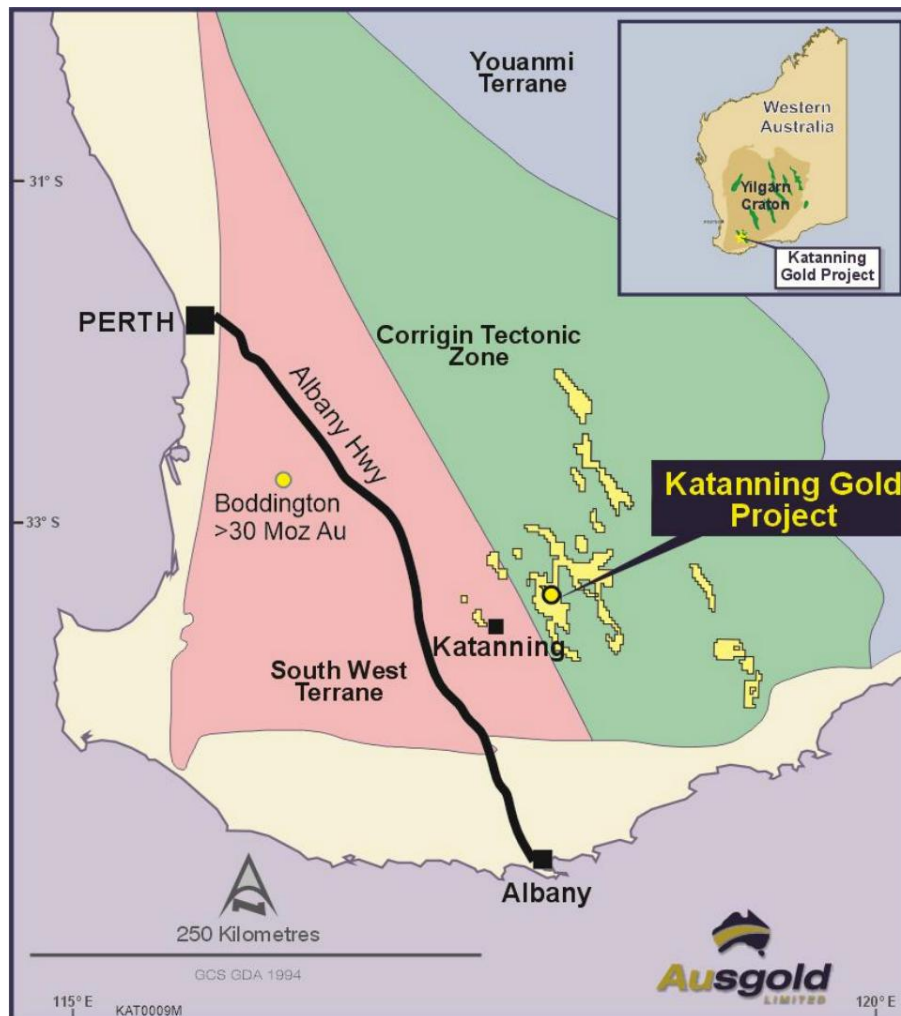 Youanmi
Terrane
Western
Australia
Yilgarn
Craton
Katanning
Gold Project
31° S
PERTH
Corrigin Tectonic
Zone
Albany Hwy
Boddington
>30 Moz Au
Katanning Gold
Project
33° S
Katanning
South West
Terrane
Albany
N
250 Kilometres
GCS GDA 1994
Ausgold
LIMITED
115° E
KAT0009M
120° E